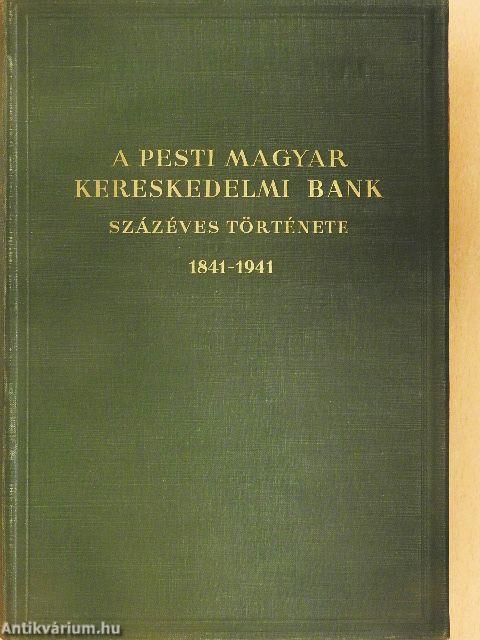 A PESTI MAGYAR
KERESKEDELMI BANK
SZÁZÉVES TÖRTÉNETE
1841-1941
Antikvárium.hu